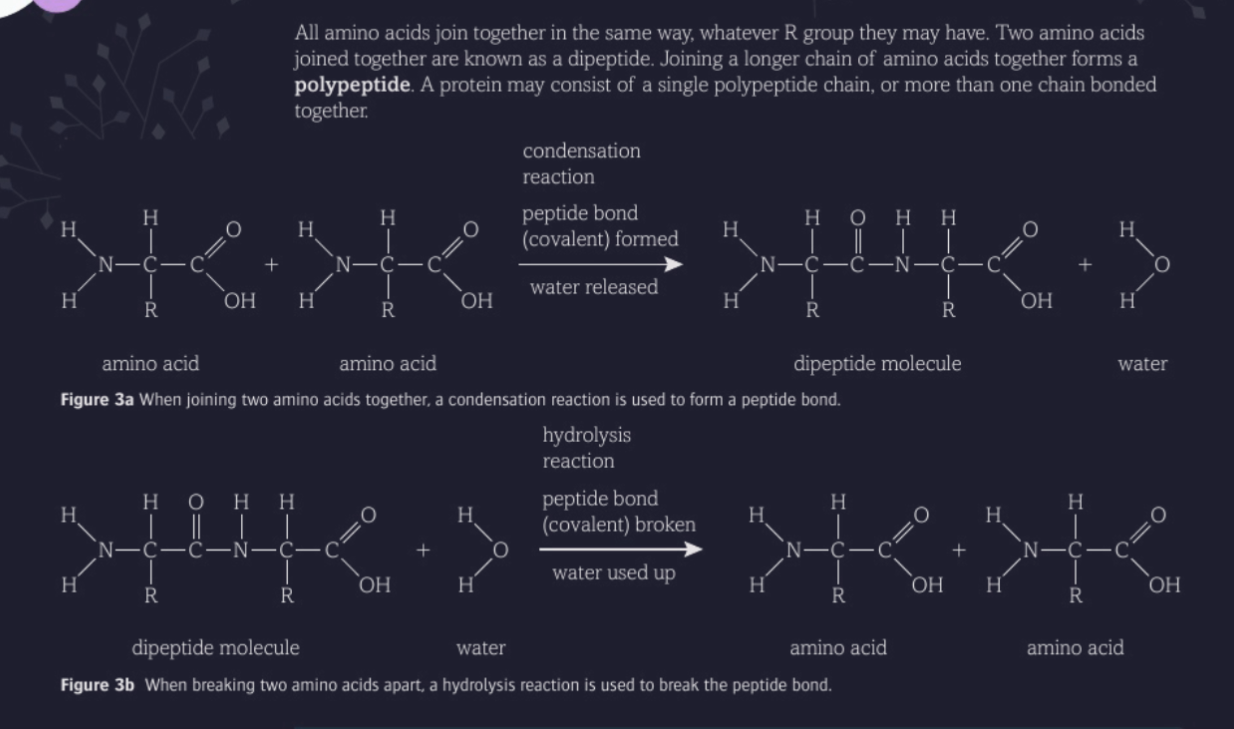 All amino acids join together in the same way, whatever R group they may have. Two amino acids
joined together are known as a dipeptide. Joining a longer chain of amino acids together forms a
polypeptide. A protein may consist of a single polypeptide chain, or more than one chain bonded
together.
condensation
reaction
H H O H H O peptide bond H H O H H O H
(covalent) formed
N—C—C + N—C—C N—C—C—N—C—C + O
water released
H R OH H R OH H R R OH H
amino acid amino acid dipeptide molecule water
Figure 3a When joining two amino acids together, a condensation reaction is used to form a peptide bond.
hydrolysis
reaction
H H O H H O H peptide bond H H O H H O
(covalent) broken
N—C—C—N—C—C + O N—C—C + N—C—C
water used up
H R R OH H H R OH H R OH
dipeptide molecule water amino acid amino acid
Figure 3b When breaking two amino acids apart, a hydrolysis reaction is used to break the peptide bond.